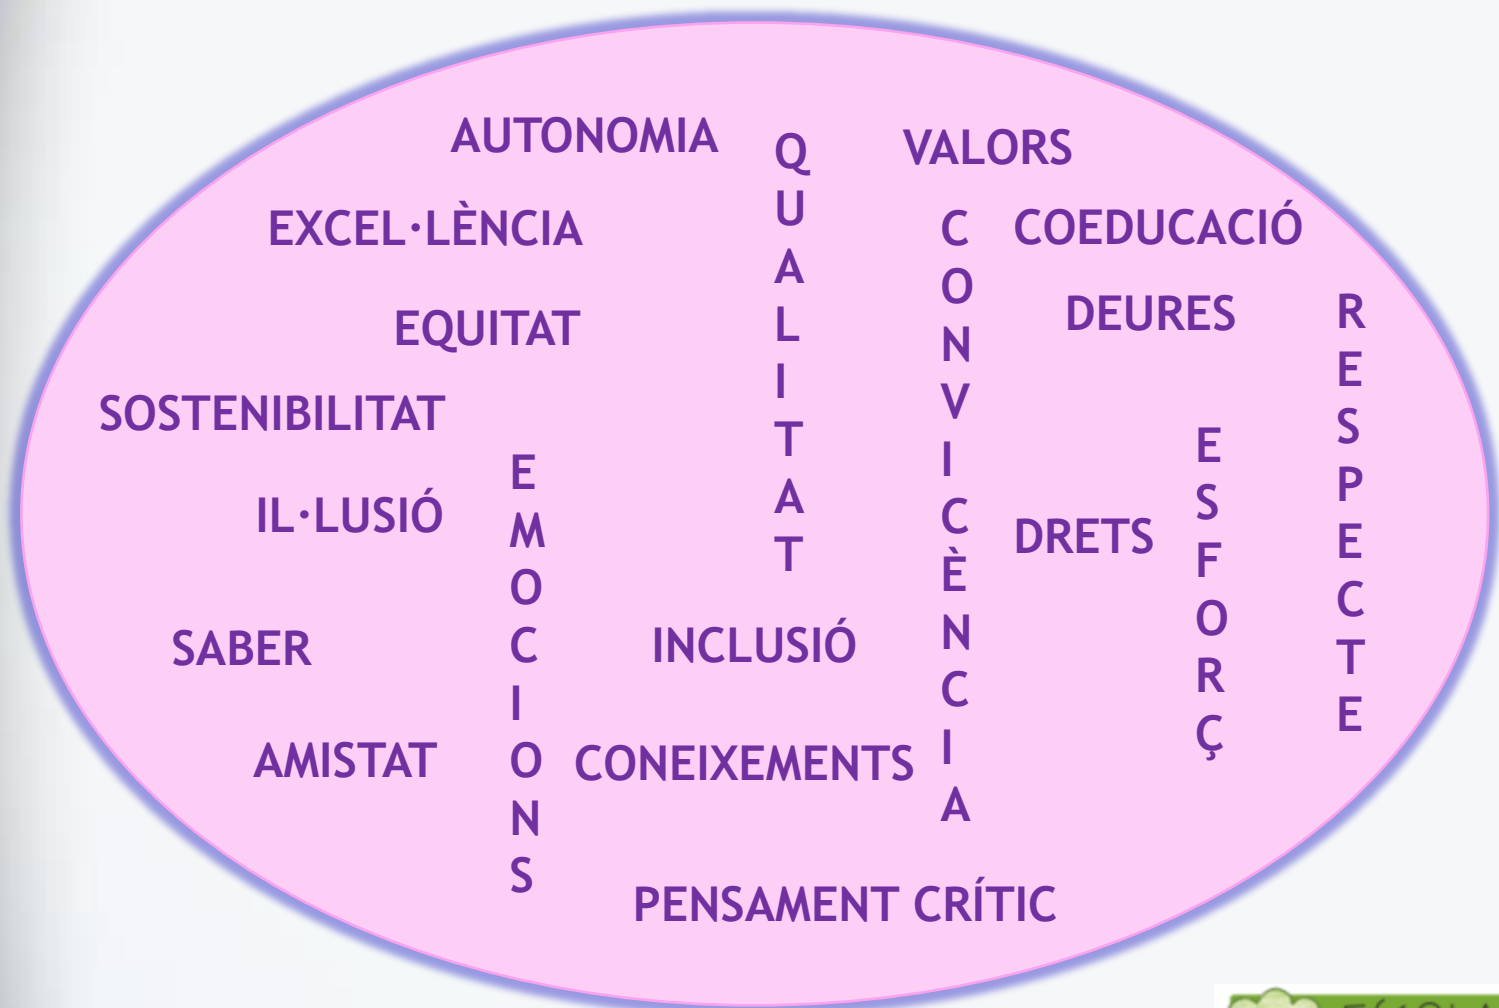 AUTONOMIA
QUALITAT
VALORS
EXCEL·LÈNCIA
CONVICÈNCIA
COEDUCACIÓ
EQUITAT
DEURES
RESPECTE
SOSTENIBILITAT
EMOCIONS
ESFORÇ
IL·LUSIÓ
DRETS
SABER
INCLUSIÓ
AMISTAT
CONEIXEMENTS
PENSAMENT CRÍTIC